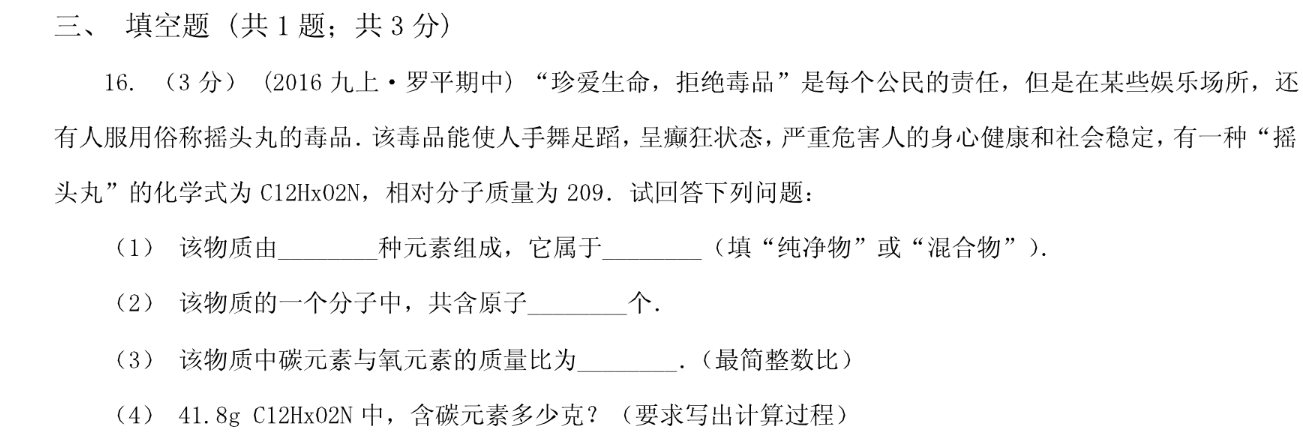 三、 填空题 (共 1 题；共 3 分)
16. （3 分） (2016 九上·罗平期中) “珍爱生命，拒绝毒品”是每个公民的责任，但是在某些娱乐场所，还
有人服用俗称摇头丸的毒品．该毒品能使人手舞足蹈，呈癫狂状态，严重危害人的身心健康和社会稳定，有一种“摇
头丸”的化学式为 C12HxO2N，相对分子质量为 209．试回答下列问题：
（1） 该物质由________种元素组成，它属于________（填“纯净物”或“混合物”）．
（2） 该物质的一个分子中，共含原子________个．
（3） 该物质中碳元素与氧元素的质量比为________．（最简整数比）
（4） 41.8g C12HxO2N 中，含碳元素多少克？（要求写出计算过程）